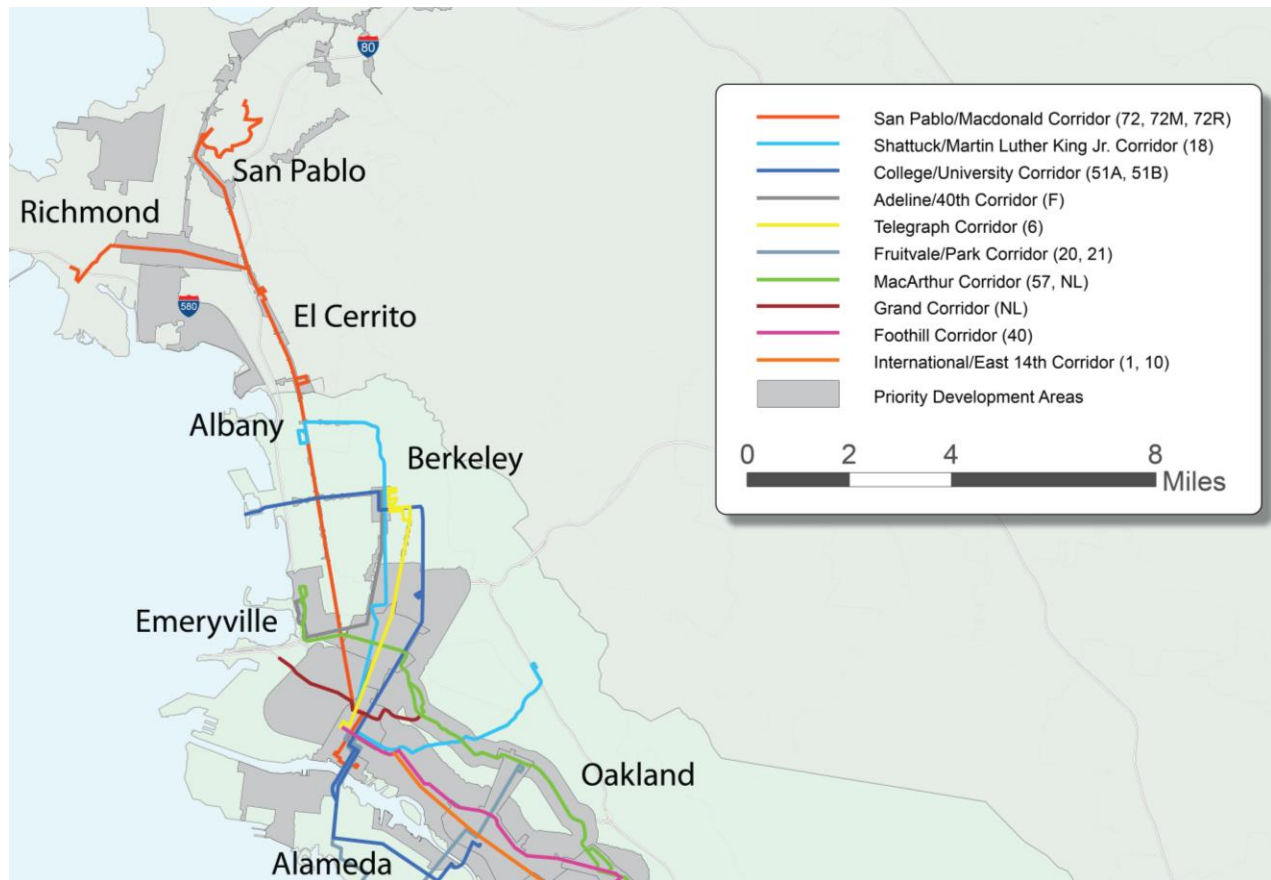 80
San Pablo
Richmond
580
El Cerrito
Albany
Berkeley
Emeryville
Oakland
Alameda
San Pablo/Macdonald Corridor (72, 72M, 72R)
Shattuck/Martin Luther King Jr. Corridor (18)
College/University Corridor (51A, 51B)
Adeline/40th Corridor (F)
Telegraph Corridor (6)
Fruitvale/Park Corridor (20, 21)
MacArthur Corridor (57, NL)
Grand Corridor (NL)
Foothill Corridor (40)
International/East 14th Corridor (1, 10)
Priority Development Areas
0 2 4 8
Miles